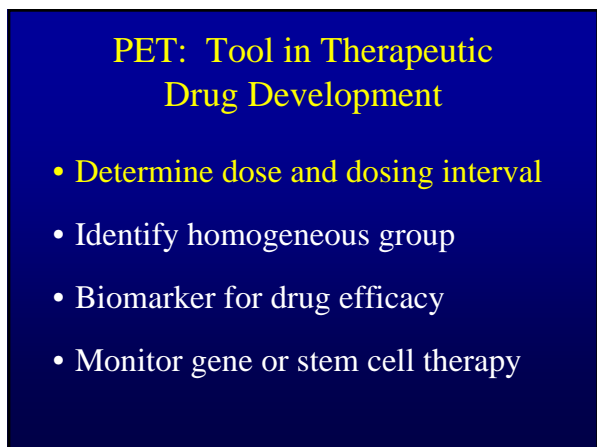 PET: Tool in Therapeutic
Drug Development
• Determine dose and dosing interval
• Identify homogeneous group
• Biomarker for drug efficacy
• Monitor gene or stem cell therapy